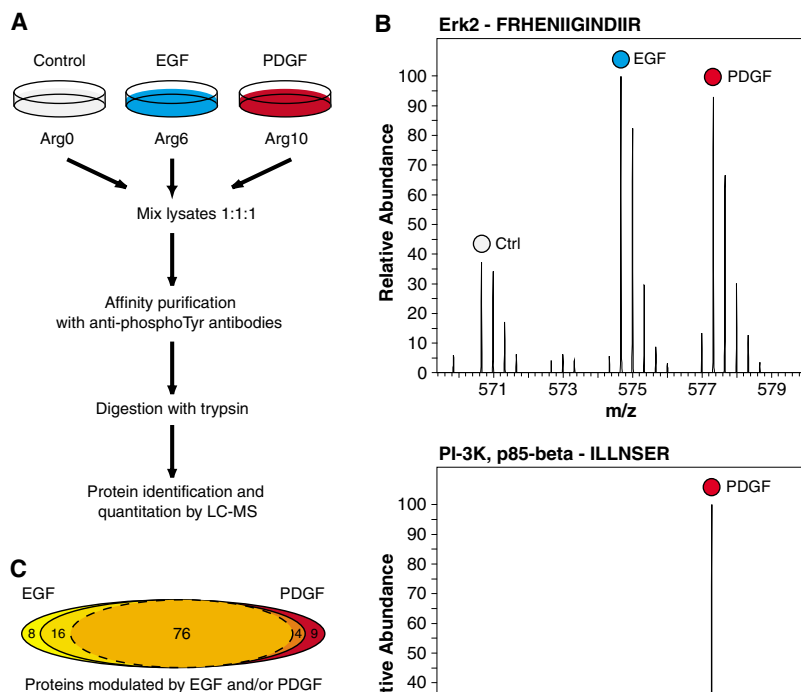 A
Control EGF PDGF
Arg0 Arg6 Arg10
Mix lysates 1:1:1
Affinity purification
with anti-phosphoTyr antibodies
Digestion with trypsin
Protein identification and
quantitation by LC-MS
B
Erk2 - FRHENIIGINDIIR
EGF
PDGF
Ctrl
100
90
80
70
60
50
40
30
20
10
0
Relative Abundance
571 573 575 577 579
m/z
PI-3K, p85-beta - ILLNSER
PDGF
100
90
80
70
60
50
40
C
EGF PDGF
8 16 76 4 9
Proteins modulated by EGF and/or PDGF